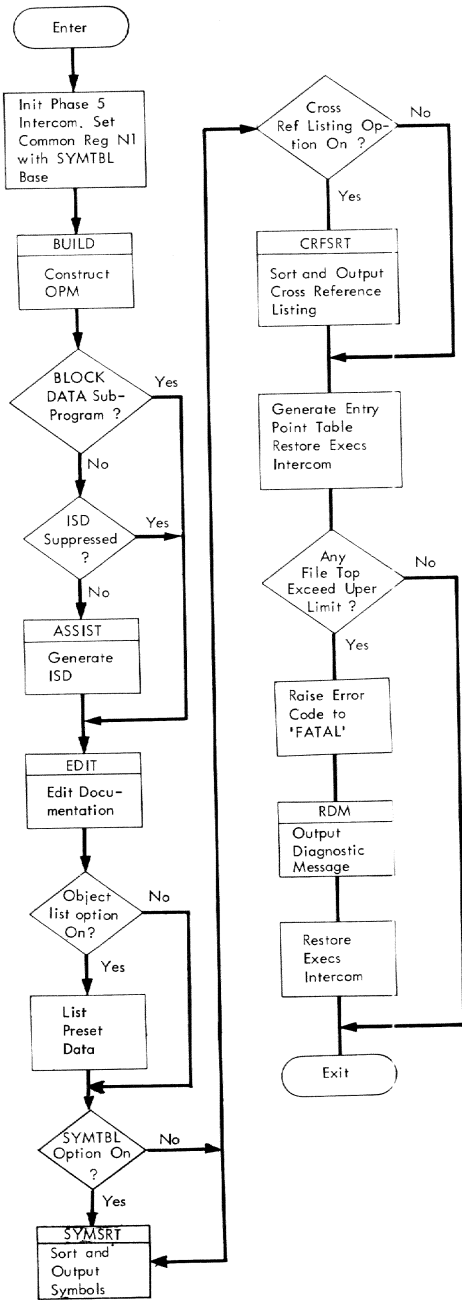 Enter
Init Phase 5
Intercom. Set
Common Reg N1
with SYMTBL
Base
BUILD
Construct
OPM
BLOCK
DATA Sub-
Program ?
Yes
No
ISD
Suppressed
?
Yes
No
ASSIST
Generate
ISD
EDIT
Edit Docu-
mentation
Object
list option
On?
No
Yes
List
Preset
Data
SYMTBL
Option On
?
No
Yes
SYMSRT
Sort and
Output
Symbols
Cross
Ref Listing Op-
tion On ?
No
Yes
CRFSRT
Sort and Output
Cross Reference
Listing
Generate Entry
Point Table
Restore Execs
Intercom
Any
File Top
Exceed Uper
Limit ?
No
Yes
Raise Error
Code to
'FATAL'
RDM
Output
Diagnostic
Message
Restore
Execs
Intercom
Exit